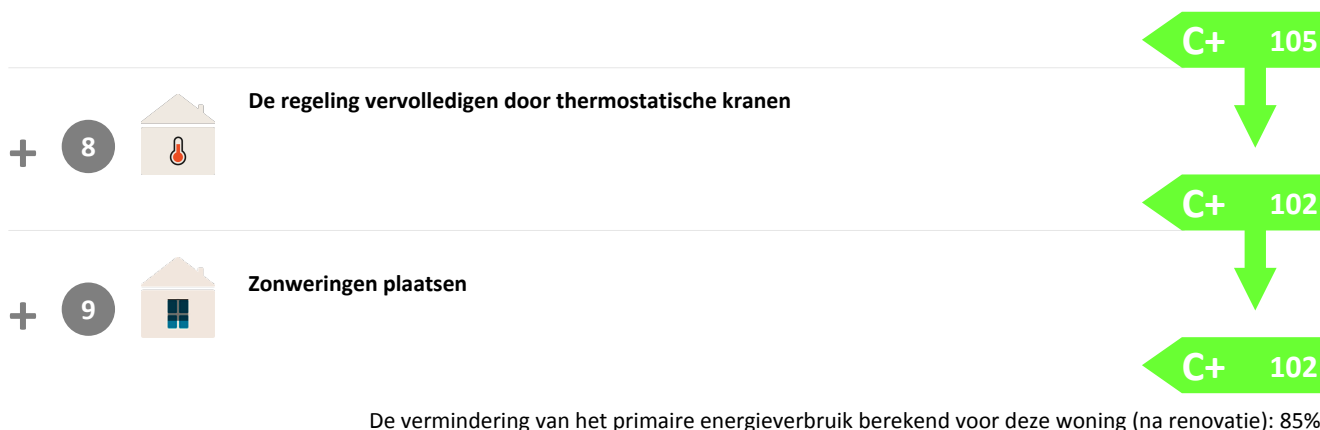 C+ 105
De regeling vervolledigen door thermostatische kranen
+ 8
C+ 102
Zonweringen plaatsen
+ 9
C+ 102
De vermindering van het primaire energieverbruik berekend voor deze woning (na renovatie): 85%